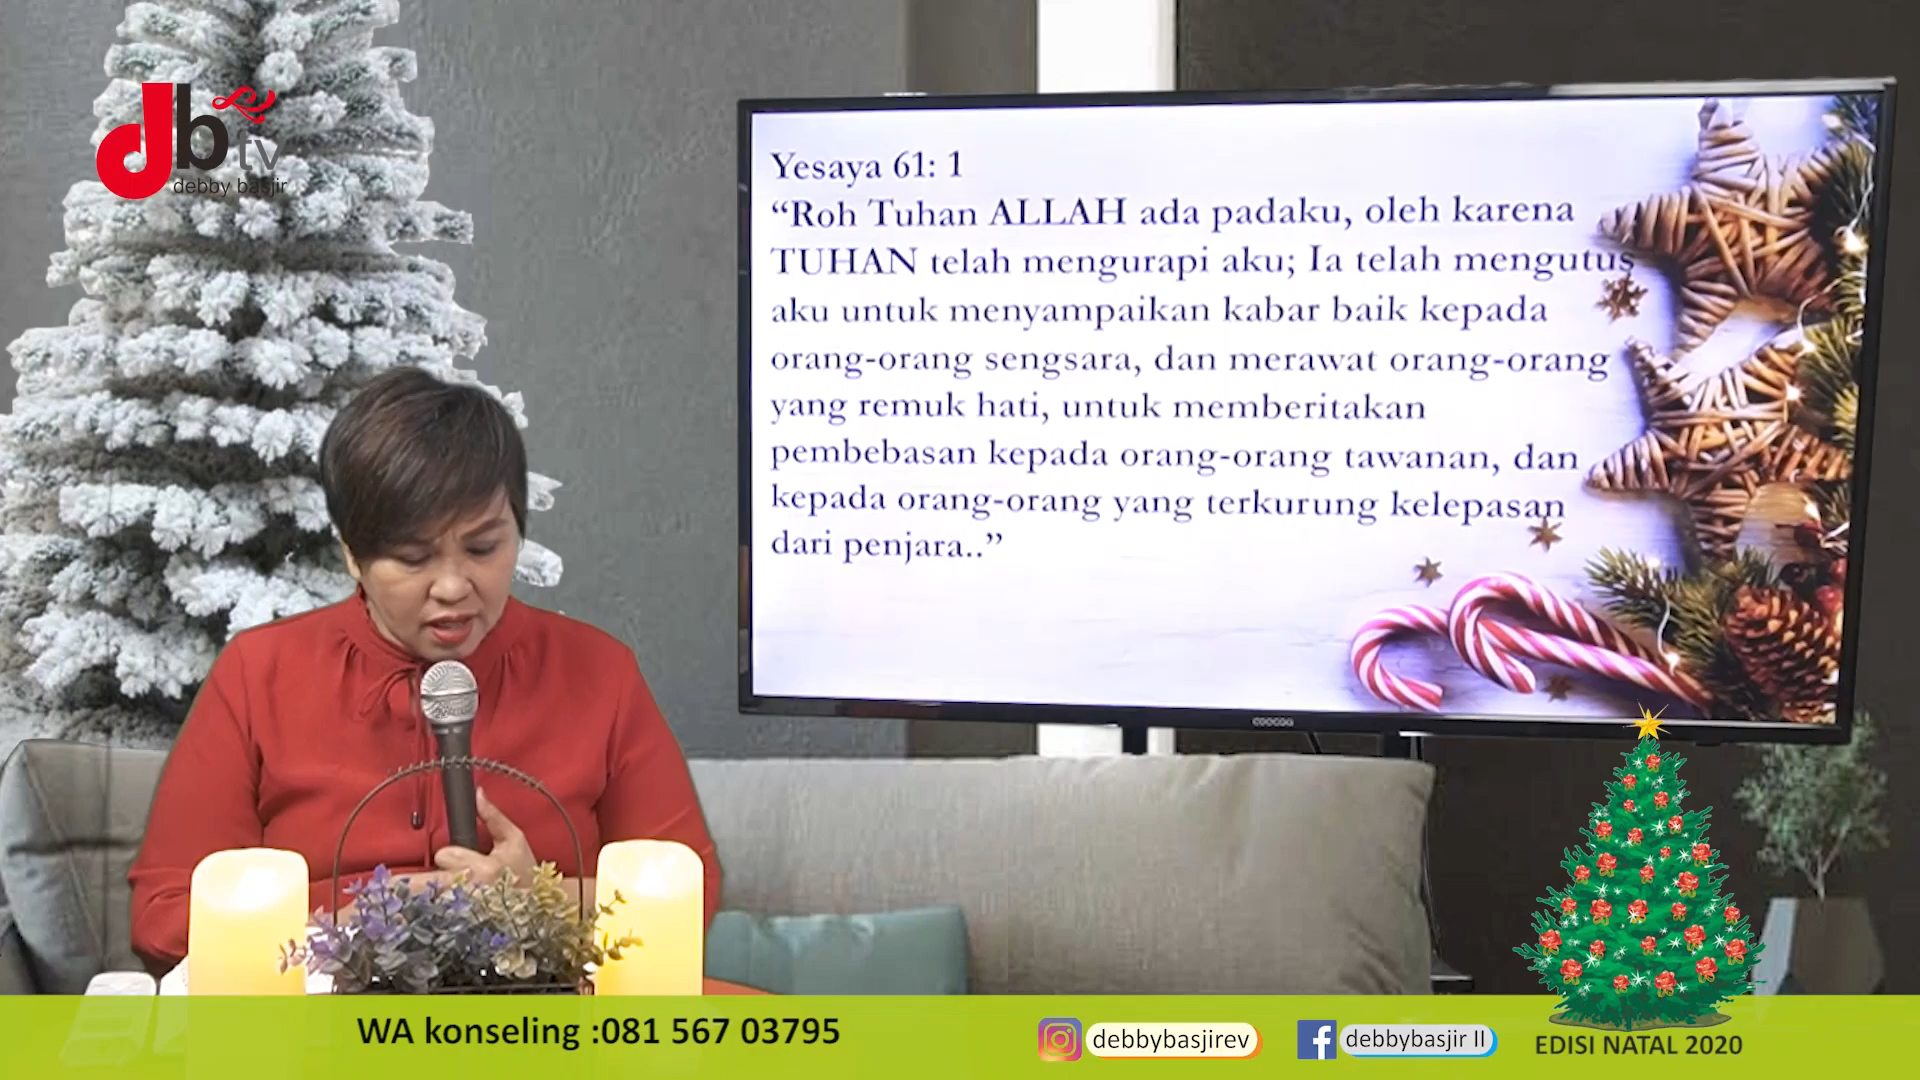 db tv
debby basjir
Yesaya 61: 1
“Roh Tuhan ALLAH ada padaku, oleh karena
TUHAN telah mengurapi aku; Ia telah mengutus
aku untuk menyampaikan kabar baik kepada
orang-orang sengsara, dan merawat orang-orang
yang remuk hati, untuk memberitakan
pembebasan kepada orang-orang tawanan, dan
kepada orang-orang yang terkurung kelepasan
dari penjara..”
WA konseling :081 567 03795
debbybasjirev
debbybasjir II
EDISI NATAL 2020